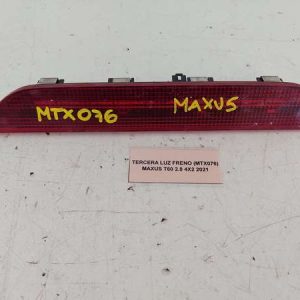 MTX076 MAXUS
TERCERA LUZ FRENO (MTX076)
MAXUS T60 2.8 4X2 2021